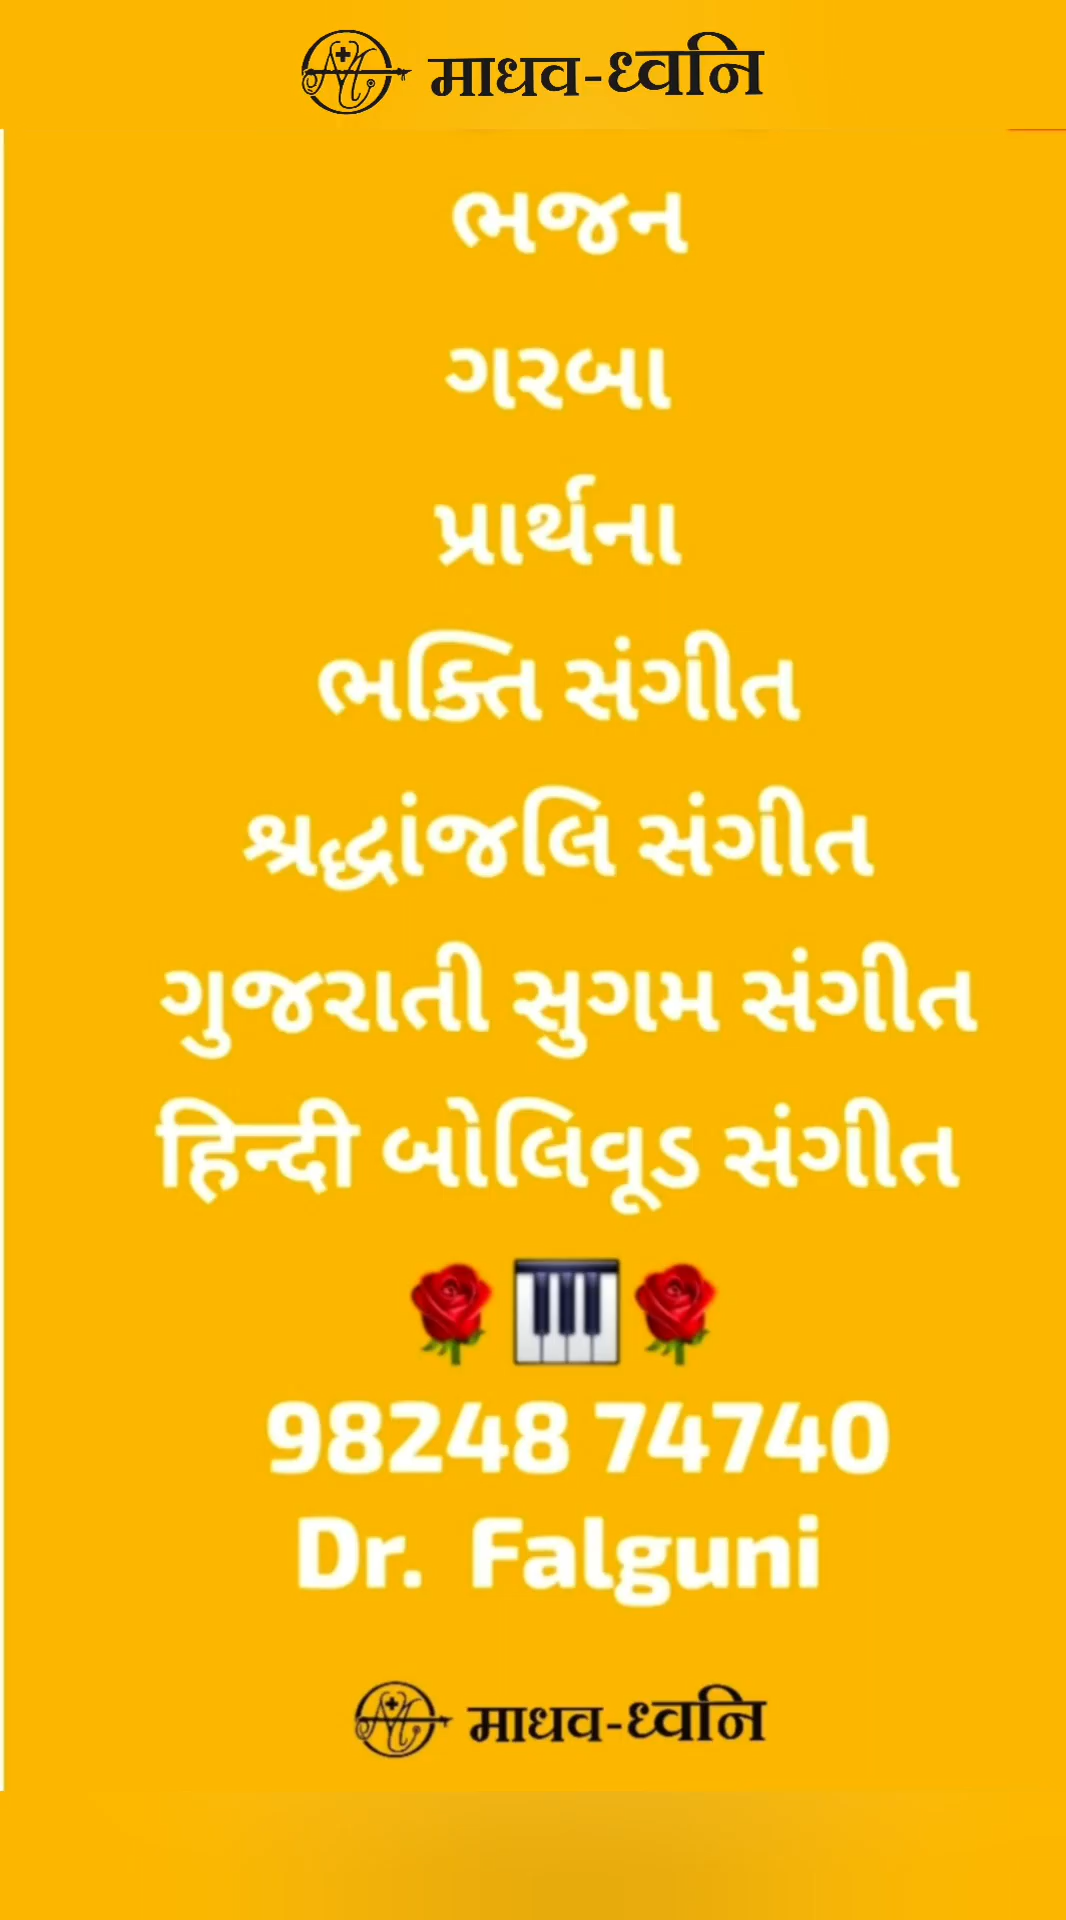 माधव-ध्वनि
ભજન
ગરબા
પ્રાર્થના
ભક્તિ સંગીત
શ્રદ્ધાંજલિ સંગીત
ગુજરાતી સુગમ સંગીત
हिन्दी બોલિવૂડ સંગીત
🌹🎹🌹
98248 74740
Dr. Falguni
माधव-ध्वनि